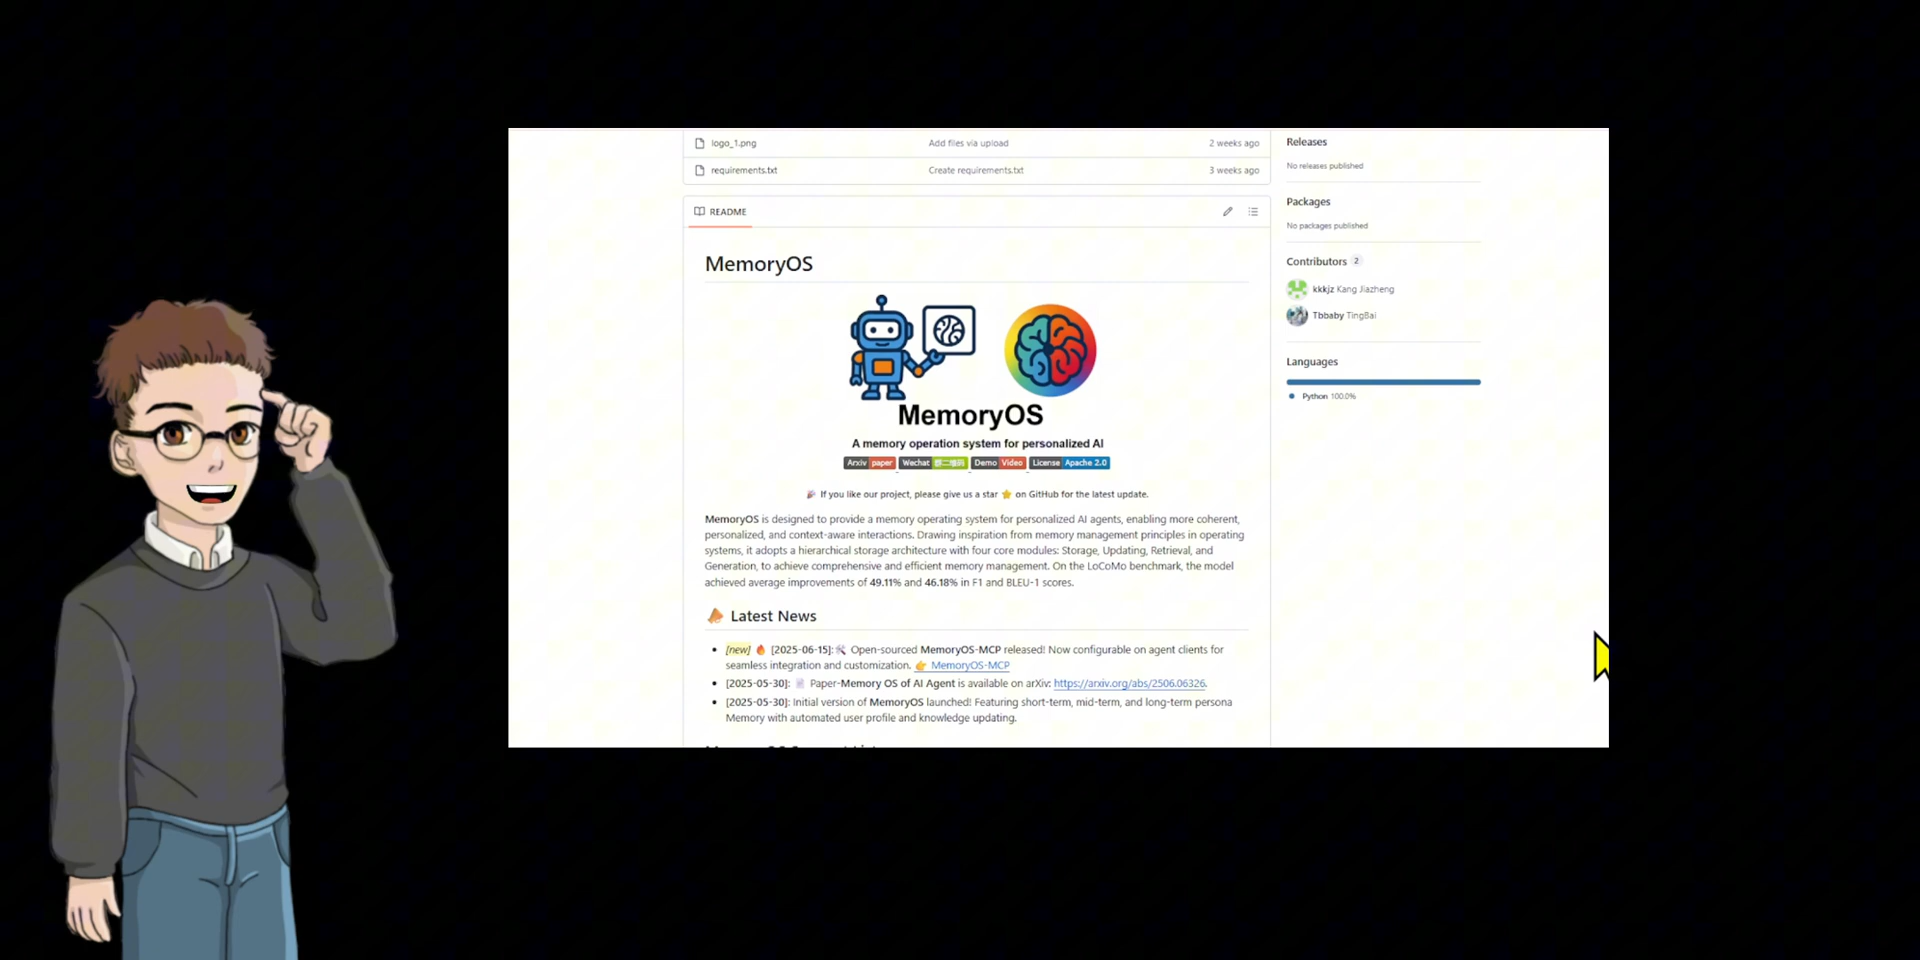 logo_1.png Add files via upload 2 weeks ago
requirements.txt Create requirements.txt 3 weeks ago
README
MemoryOS
MemoryOS
A memory operation system for personalized AI
Arxiv paper Wechat 群二维码 Demo Video License Apache 2.0
🎉 If you like our project, please give us a star ⭐ on GitHub for the latest update.
MemoryOS is designed to provide a memory operating system for personalized AI agents, enabling more coherent,
personalized, and context-aware interactions. Drawing inspiration from memory management principles in operating
systems, it adopts a hierarchical storage architecture with four core modules: Storage, Updating, Retrieval, and
Generation, to achieve comprehensive and efficient memory management. On the LoCoMo benchmark, the model
achieved average improvements of 49.11% and 46.18% in F1 and BLEU-1 scores.
📣 Latest News
• [new] 🔥 [2025-06-15]:🛠️ Open-sourced MemoryOS-MCP released! Now configurable on agent clients for
seamless integration and customization. 👉 MemoryOS-MCP
• [2025-05-30]: 📄 Paper-Memory OS of AI Agent is available on arXiv: https://arxiv.org/abs/2506.06326.
• [2025-05-30]: Initial version of MemoryOS launched! Featuring short-term, mid-term, and long-term persona
Memory with automated user profile and knowledge updating.
Releases
No releases published
Packages
No packages published
Contributors 2
kkkjz Kang Jiazheng
Tbbaby TingBai
Languages
Python 100.0%